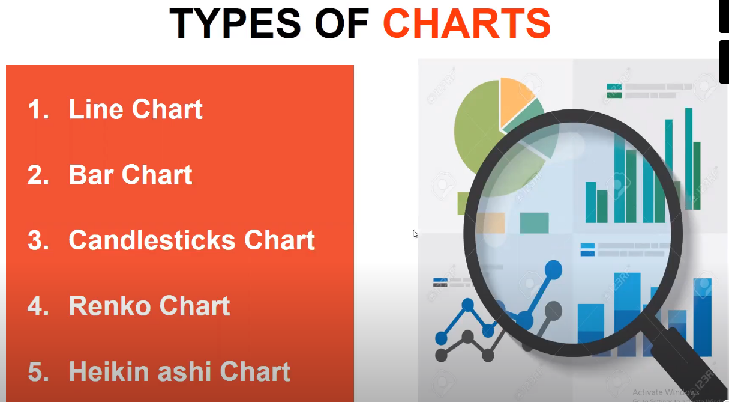 TYPES OF CHARTS
1. Line Chart
2. Bar Chart
3. Candlesticks Chart
4. Renko Chart
5. Heikin ashi Chart
Activate Windows